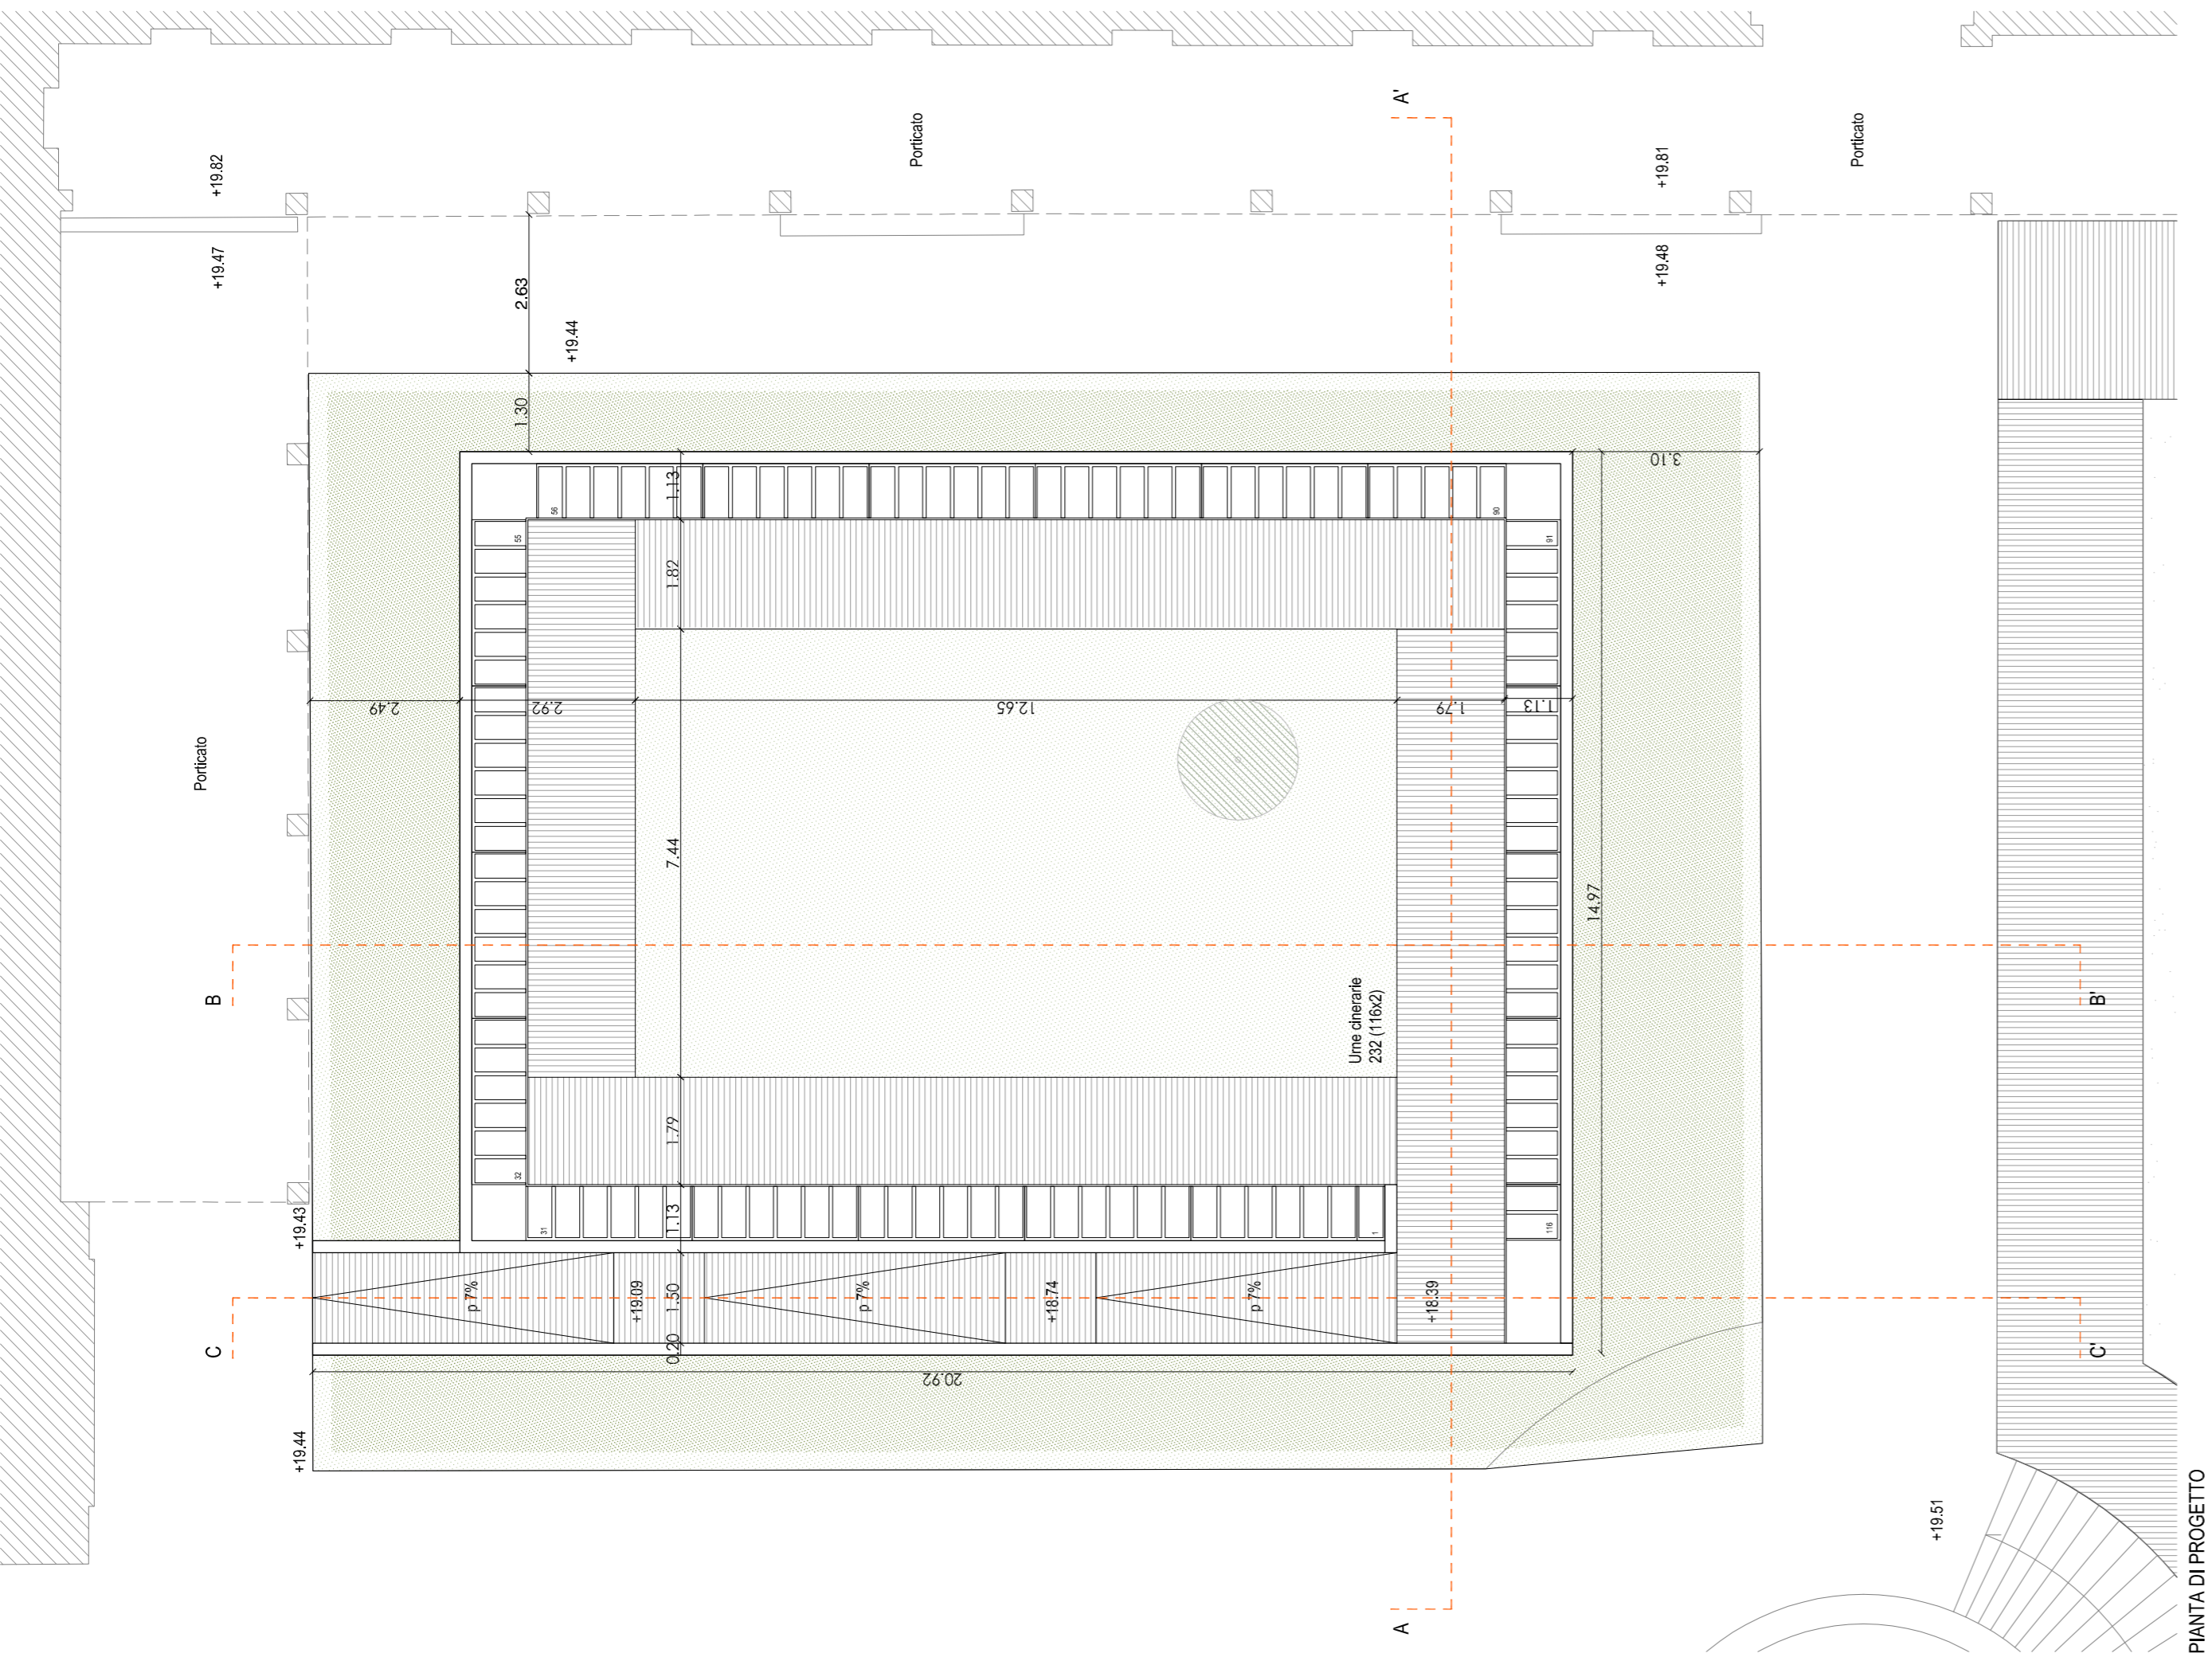 A'
Porticato
Porticato
+19.82
+19.81
+19.47
+19.48
2.63
+19.44
1.30
3.10
1.13
56
90
55
91
1.82
2.49
2.92
12.65
1.79
1.13
Porticato
7.44
14.97
B
B'
Urne cinerarie
232 (116x2)
1.79
32
31
1.13
1
116
+19.43
C
C'
p 7%
+19.09
1.50
p 7%
+18.74
p 7%
+18.39
0.20
20.92
+19.44
+19.51
A
PIANTA DI PROGETTO